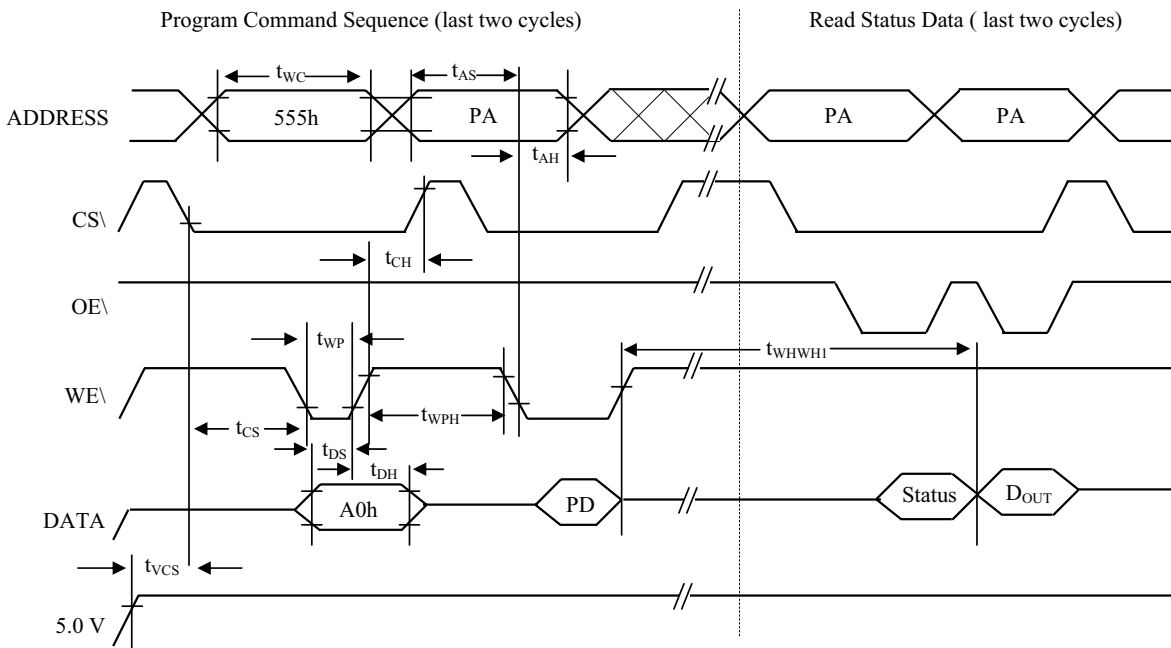 Program Command Sequence (last two cycles)
Read Status Data ( last two cycles)
tWC
tAS
ADDRESS
555h
PA
PA
PA
tAH
CS\
tCH
OE\
tWP
tWHWH1
WE\
tWPH
tCS
tDS
tDH
DATA
A0h
PD
Status
DOUT
tVCS
5.0 V